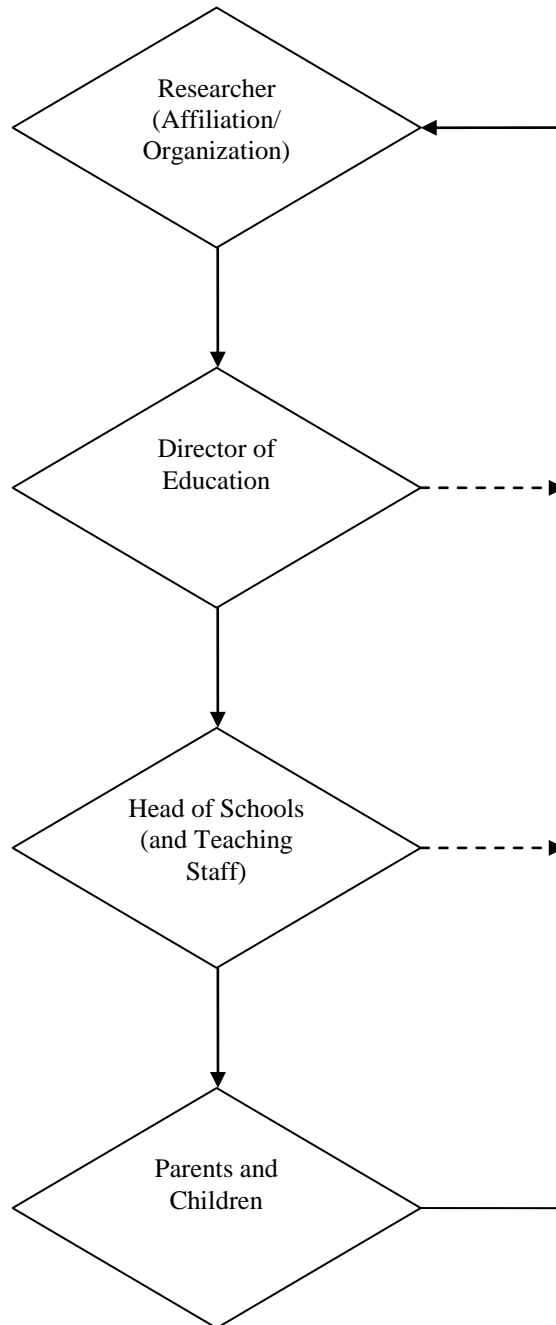 Researcher
(Affiliation/
Organization)
Director of
Education
Head of Schools
(and Teaching
Staff)
Parents and
Children